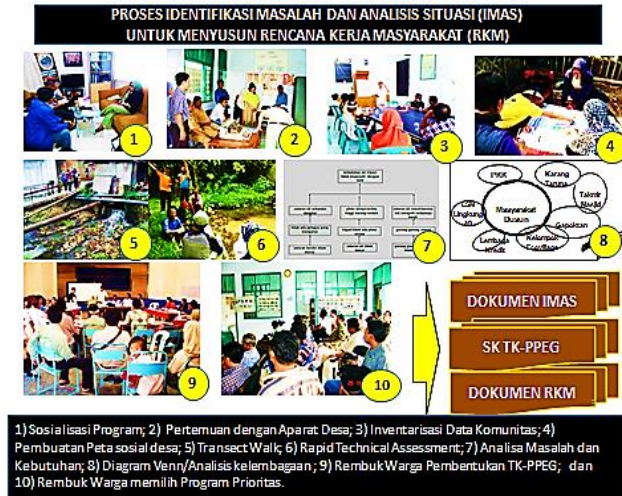 PROSES IDENTIFIKASI MASALAH DAN ANALISIS SITUASI (IMAS)
UNTUK MENYUSUN RENCANA KERJA MASYARAKAT (RKM)
1
2
3
4
5
6
7
PKK
Karang
Taruna
Takmir
Masjid
Masyarakat
Dusun
Gapoktan
Lembaga
Kelompok
8
9
10
DOKUMEN IMAS
SK TK-PPEG
DOKUMEN RKM
1) Sosialisasi Program; 2) Pertemuan dengan Aparat Desa; 3) Inventarisasi Data Komunitas; 4)
Pembuatan Peta sosial desa; 5) Transect Walk; 6) Rapid Technical Assessment; 7) Analisa Masalah dan
Kebutuhan; 8) Diagram Venn/Analisis kelembagaan ; 9) Rembuk Warga Pembentukan TK-PPEG; dan
10) Rembuk Warga memilih Program Prioritas.